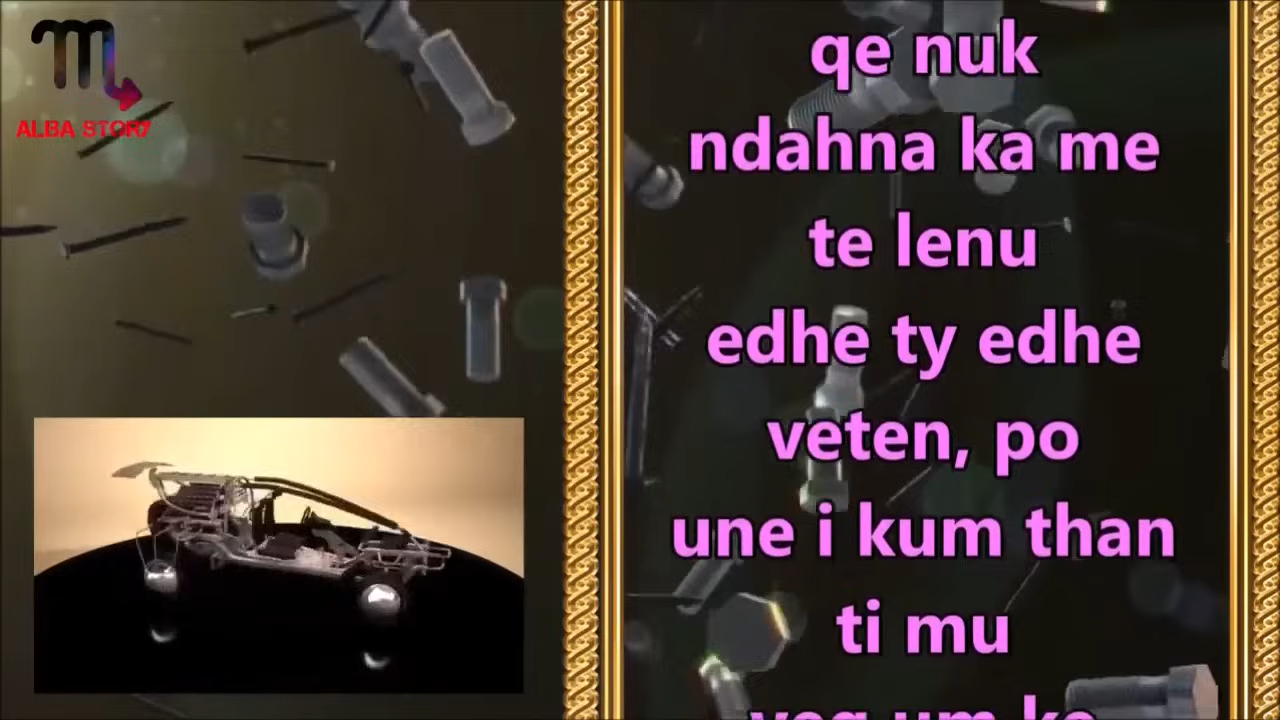 ALBA STORY
qe nuk
ndahna ka me
te lenu
edhe ty edhe
veten, po
une i kum than
ti mu